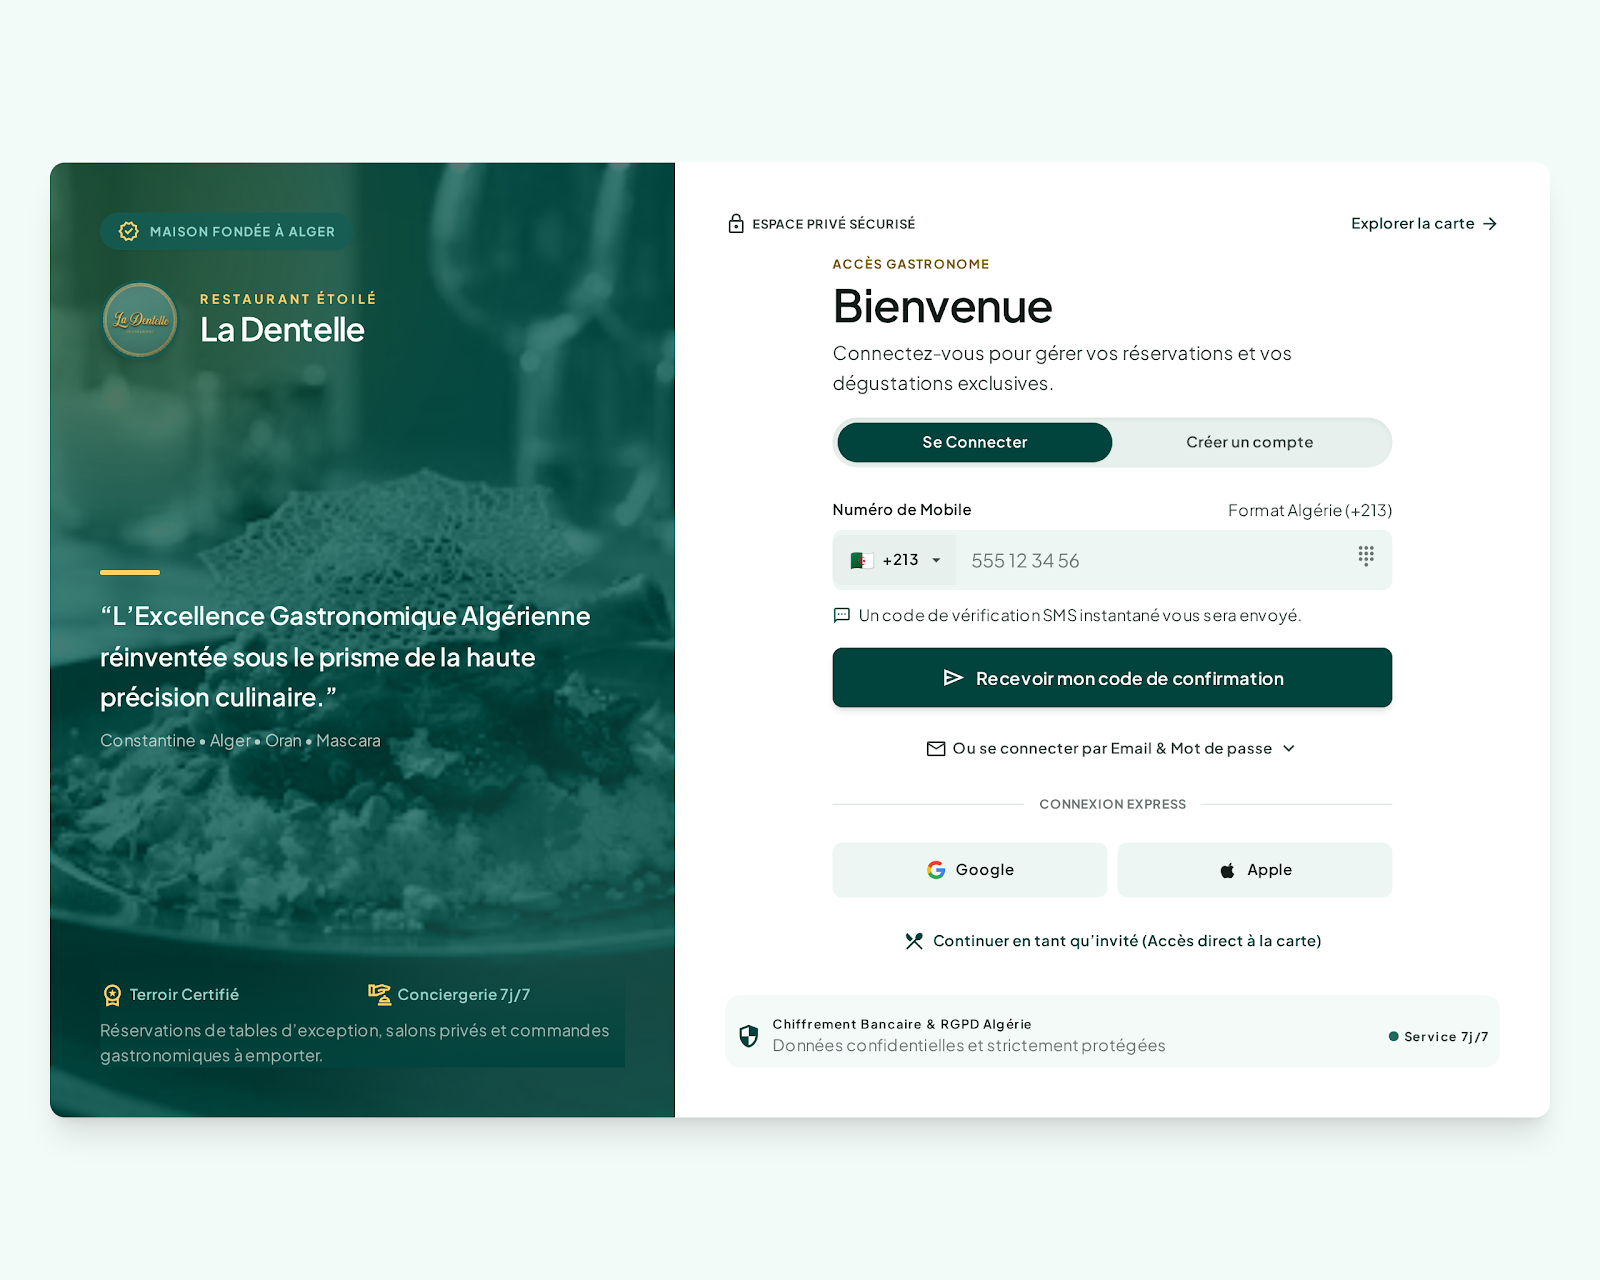 MAISON FONDÉE À ALGER
La Dentelle
RESTAURANT ÉTOILÉ
La Dentelle
“L’Excellence Gastronomique Algérienne
réinventée sous le prisme de la haute
précision culinaire.”
Constantine • Alger • Oran • Mascara
Terroir Certifié
Conciergerie 7j/7
Réservations de tables d’exception, salons privés et commandes
gastronomiques à emporter.
ESPACE PRIVÉ SÉCURISÉ
Explorer la carte
ACCÈS GASTRONOME
Bienvenue
Connectez-vous pour gérer vos réservations et vos
dégustations exclusives.
Se Connecter
Créer un compte
Numéro de Mobile
Format Algérie (+213)
+213
555 12 34 56
Un code de vérification SMS instantané vous sera envoyé.
Recevoir mon code de confirmation
Ou se connecter par Email & Mot de passe
CONNEXION EXPRESS
Google
Apple
Continuer en tant qu’invité (Accès direct à la carte)
Chiffrement Bancaire & RGPD Algérie
Données confidentielles et strictement protégées
Service 7j/7